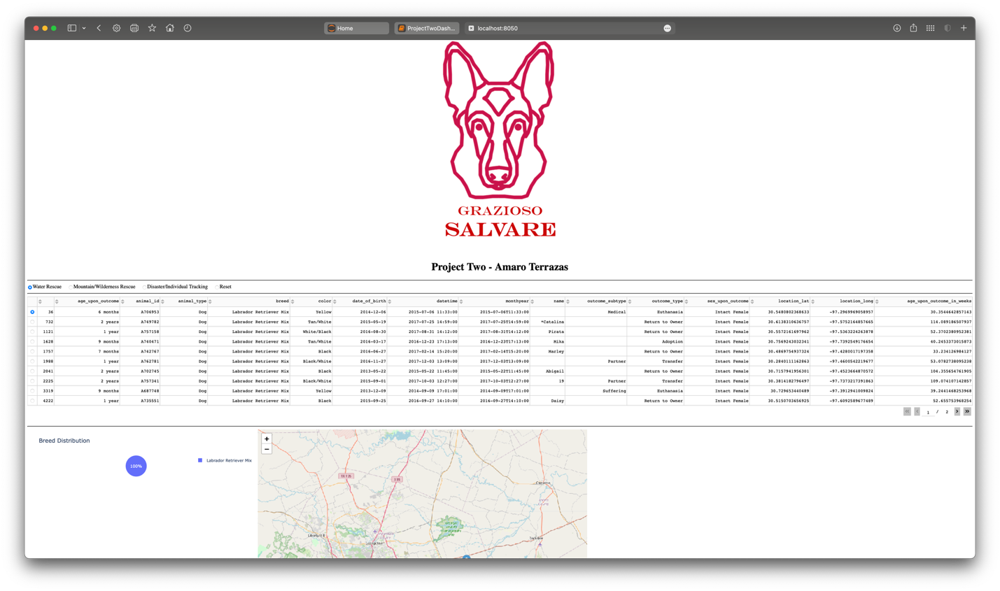 Home ProjectTwoDash... localhost:8050
GRAZIOSO
SALVARE
Project Two - Amaro Terrazas
Water Rescue Mountain/Wilderness Rescue Disaster/Individual Tracking Reset
age_upon_outcome animal_id animal_type breed color date_of_birth datetime monthyear name outcome_subtype outcome_type sex_upon_outcome location_lat location_long age_upon_outcome_in_weeks
36 6 months A706953 Dog Labrador Retriever Mix Yellow 2014-12-06 2015-07-06 11:33:00 2015-07-06T11:33:00 Medical Euthanasia Intact Female 30.5480802368633 -97.2969969058957 30.3544642857143
732 2 years A749782 Dog Labrador Retriever Mix Tan/White 2015-05-19 2017-07-25 14:59:00 2017-07-25T14:59:00 *Catalina Return to Owner Intact Female 30.6138310636757 -97.5752164857665 114.089186507937
1121 1 year A757158 Dog Labrador Retriever Mix White/Black 2016-08-30 2017-08-31 14:12:00 2017-08-31T14:12:00 Pirata Return to Owner Intact Female 30.5572161697962 -97.5363224263878 52.3702380952381
1628 9 months A740471 Dog Labrador Retriever Mix Tan/White 2016-03-17 2016-12-23 17:13:00 2016-12-23T17:13:00 Mika Adoption Intact Female 30.7569243032341 -97.7392549176654 40.2453373015873
1757 7 months A742767 Dog Labrador Retriever Mix Black 2016-06-27 2017-02-14 15:20:00 2017-02-14T15:20:00 Marley Return to Owner Intact Female 30.4869754937324 -97.4280017197358 33.234126984127
1988 1 year A762781 Dog Labrador Retriever Mix Black/White 2016-11-27 2017-12-03 13:09:00 2017-12-03T13:09:00 Partner Transfer Intact Female 30.2840111162863 -97.4600542219677 53.0782738095238
2041 2 years A702745 Dog Labrador Retriever Mix Black 2013-05-22 2015-05-22 11:45:00 2015-05-22T11:45:00 Abigail Return to Owner Intact Female 30.7157941956301 -97.4523664870572 104.355654761905
2225 2 years A757341 Dog Labrador Retriever Mix Black/White 2015-09-01 2017-10-03 12:27:00 2017-10-03T12:27:00 19 Partner Transfer Intact Female 30.3814182796497 -97.7373217391863 109.074107142857
3319 9 months A687748 Dog Labrador Retriever Mix Yellow 2013-12-09 2014-09-09 17:01:00 2014-09-09T17:01:00 Suffering Euthanasia Intact Female 30.729653440489 -97.3912941009824 39.2441468253968
4222 1 year A735551 Dog Labrador Retriever Mix Black 2015-09-25 2016-09-27 14:10:00 2016-09-27T14:10:00 Daisy Return to Owner Intact Female 30.5150703656925 -97.6092589677489 52.655753968254
1 / 2
Breed Distribution
100%
Labrador Retriever Mix
+
−
I 35
Cameron
Liberty Hill
Georgetown